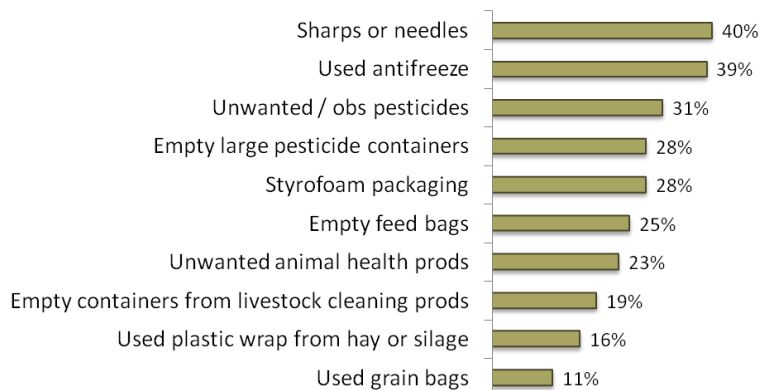 Sharps or needles 40%
Used antifreeze 39%
Unwanted / obs pesticides 31%
Empty large pesticide containers 28%
Styrofoam packaging 28%
Empty feed bags 25%
Unwanted animal health prods 23%
Empty containers from livestock cleaning prods 19%
Used plastic wrap from hay or silage 16%
Used grain bags 11%